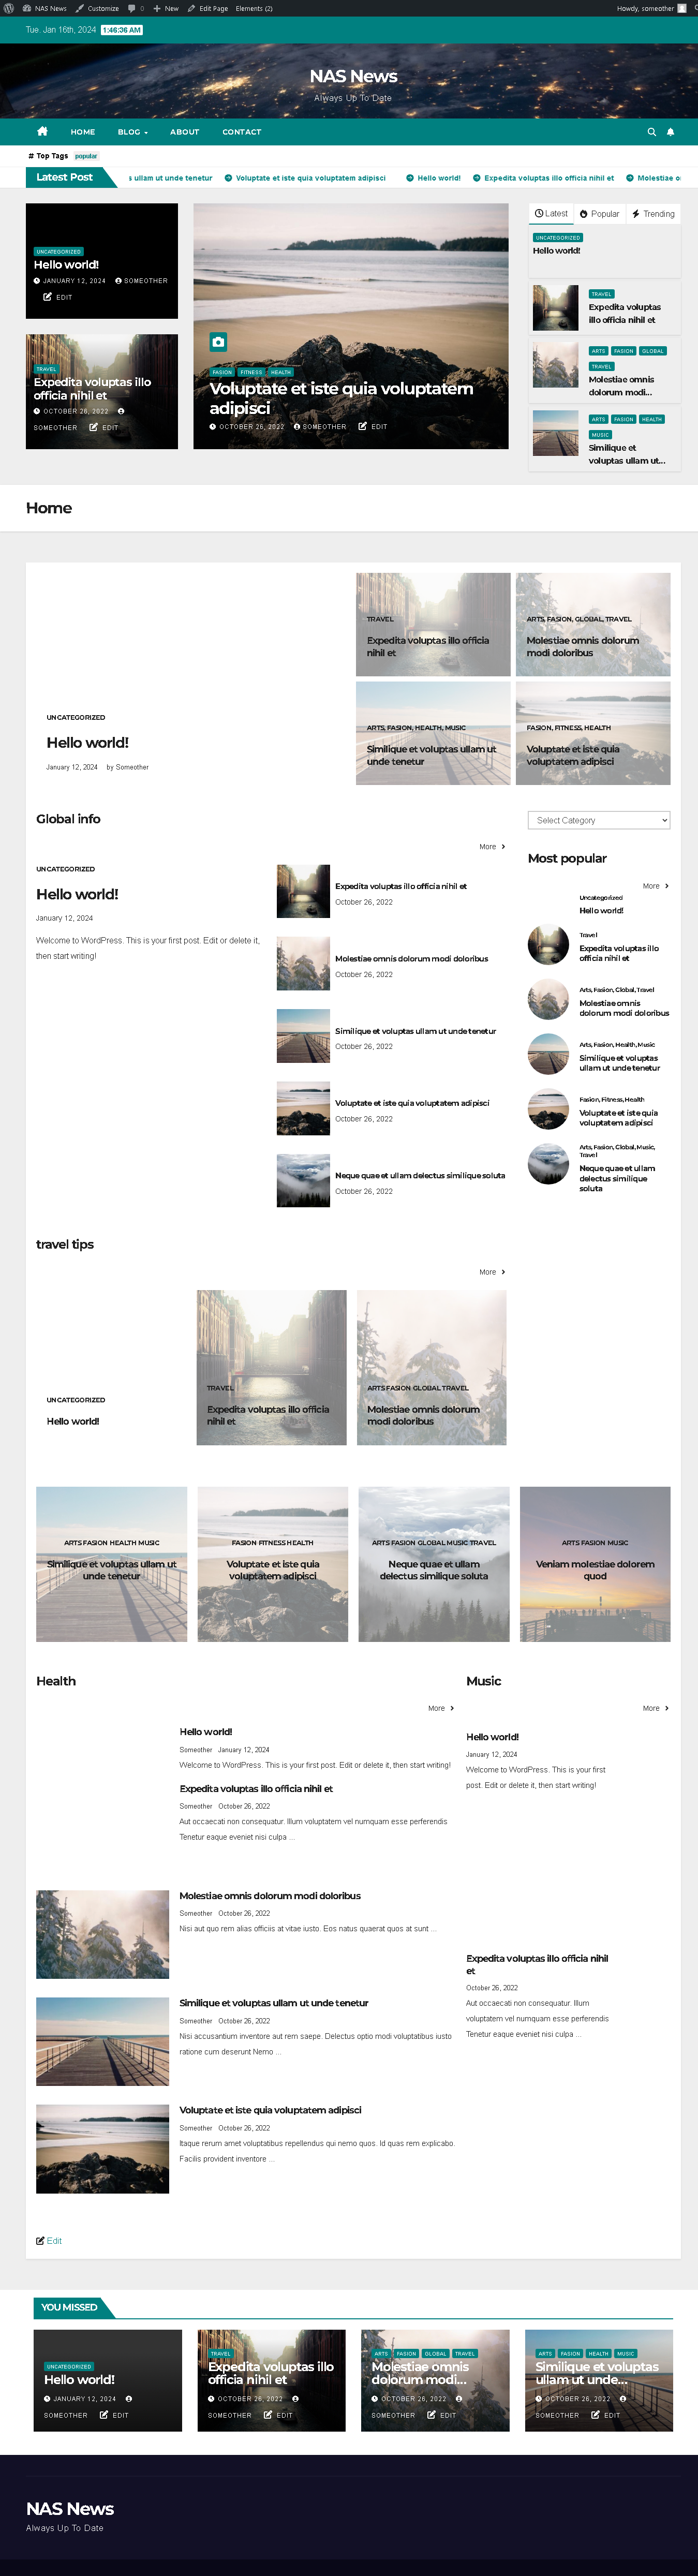 NAS News
Customize
0
New
Edit Page
Elements (2)
Howdy, someother
Tue. Jan 16th, 2024 1:46:36 AM
NAS News
Always Up To Date
HOME
BLOG
ABOUT
CONTACT
# Top Tags popular
Latest Post
s ullam ut unde tenetur
Voluptate et iste quia voluptatem adipisci
Hello world!
Expedita voluptas illo officia nihil et
Molestiae
UNCATEGORIZED
Hello world!
JANUARY 12, 2024 SOMEOTHER
EDIT
TRAVEL
Expedita voluptas illo
officia nihil et
OCTOBER 26, 2022
SOMEOTHER EDIT
FASION FITNESS HEALTH
Voluptate et iste quia voluptatem
adipisci
OCTOBER 26, 2022 SOMEOTHER EDIT
Latest Popular Trending
UNCATEGORIZED
Hello world!
TRAVEL
Expedita voluptas
illo officia nihil et
ARTS FASION GLOBAL
TRAVEL
Molestiae omnis
dolorum modi...
ARTS FASION HEALTH
MUSIC
Similique et
voluptas ullam ut...
Home
UNCATEGORIZED
Hello world!
January 12, 2024 by Someother
TRAVEL
Expedita voluptas illo officia
nihil et
ARTS, FASION, GLOBAL, TRAVEL
Molestiae omnis dolorum
modi doloribus
ARTS, FASION, HEALTH, MUSIC
Similique et voluptas ullam ut
unde tenetur
FASION, FITNESS, HEALTH
Voluptate et iste quia
voluptatem adipisci
Global info
More
UNCATEGORIZED
Hello world!
January 12, 2024
Welcome to WordPress. This is your first post. Edit or delete it,
then start writing!
Expedita voluptas illo officia nihil et
October 26, 2022
Molestiae omnis dolorum modi doloribus
October 26, 2022
Similique et voluptas ullam ut unde tenetur
October 26, 2022
Voluptate et iste quia voluptatem adipisci
October 26, 2022
Neque quae et ullam delectus similique soluta
October 26, 2022
Select Category
Most popular
More
Uncategorized
Hello world!
Travel
Expedita voluptas illo
officia nihil et
Arts, Fasion, Global, Travel
Molestiae omnis
dolorum modi doloribus
Arts, Fasion, Health, Music
Similique et voluptas
ullam ut unde tenetur
Fasion, Fitness, Health
Voluptate et iste quia
voluptatem adipisci
Arts, Fasion, Global, Music,
Travel
Neque quae et ullam
delectus similique
soluta
travel tips
More
UNCATEGORIZED
Hello world!
TRAVEL
Expedita voluptas illo officia
nihil et
ARTS FASION GLOBAL TRAVEL
Molestiae omnis dolorum
modi doloribus
ARTS FASION HEALTH MUSIC
Similique et voluptas ullam ut
unde tenetur
FASION FITNESS HEALTH
Voluptate et iste quia
voluptatem adipisci
ARTS FASION GLOBAL MUSIC TRAVEL
Neque quae et ullam
delectus similique soluta
ARTS FASION MUSIC
Veniam molestiae dolorem
quod
Health
More
Hello world!
Someother January 12, 2024
Welcome to WordPress. This is your first post. Edit or delete it, then start writing!
Expedita voluptas illo officia nihil et
Someother October 26, 2022
Aut occaecati non consequatur. Illum voluptatem vel numquam esse perferendis
Tenetur eaque eveniet nisi culpa ...
Molestiae omnis dolorum modi doloribus
Someother October 26, 2022
Nisi aut quo rem alias officiis at vitae iusto. Eos natus quaerat quos at sunt ...
Similique et voluptas ullam ut unde tenetur
Someother October 26, 2022
Nisi accusantium inventore aut rem saepe. Delectus optio modi voluptatibus iusto
ratione cum deserunt Nemo ...
Voluptate et iste quia voluptatem adipisci
Someother October 26, 2022
Itaque rerum amet voluptatibus repellendus qui nemo quos. Id quas rem explicabo.
Facilis provident inventore ...
Music
More
Hello world!
January 12, 2024
Welcome to WordPress. This is your first
post. Edit or delete it, then start writing!
Expedita voluptas illo officia nihil
et
October 26, 2022
Aut occaecati non consequatur. Illum
voluptatem vel numquam esse perferendis
Tenetur eaque eveniet nisi culpa ...
Edit
YOU MISSED
UNCATEGORIZED
Hello world!
JANUARY 12, 2024
SOMEOTHER EDIT
TRAVEL
Expedita voluptas illo
officia nihil et
OCTOBER 26, 2022
SOMEOTHER EDIT
ARTS FASION GLOBAL TRAVEL
Molestiae omnis
dolorum modi...
OCTOBER 26, 2022
SOMEOTHER EDIT
ARTS FASION HEALTH MUSIC
Similique et voluptas
ullam ut unde...
OCTOBER 26, 2022
SOMEOTHER EDIT
NAS News
Always Up To Date